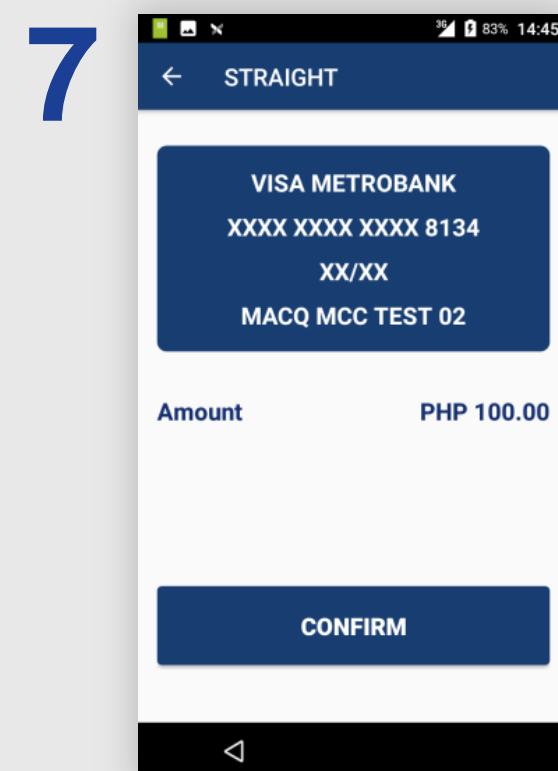 7
3G 83% 14:45
STRAIGHT
VISA METROBANK
XXXX XXXX XXXX 8134
XX/XX
MACQ MCC TEST 02
Amount PHP 100.00
CONFIRM